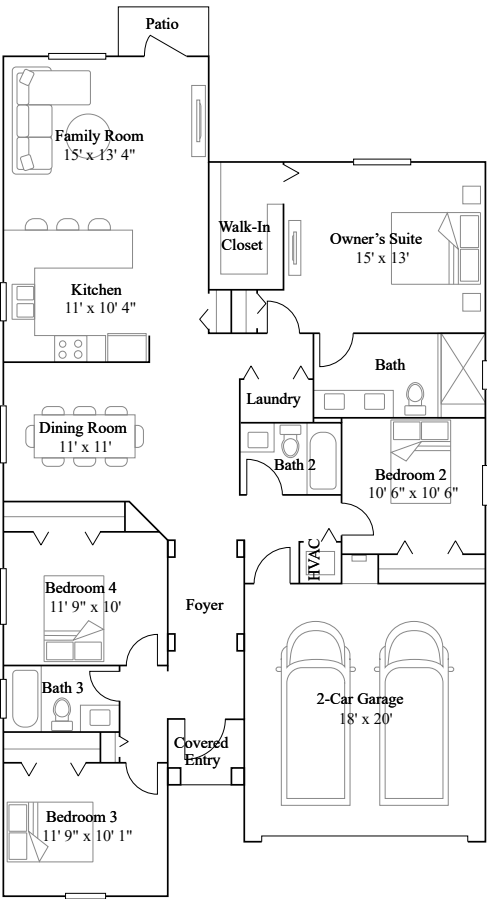 Patio
Family Room
15' x 13' 4"
Walk-In
Closet
Owner's Suite
15' x 13'
Kitchen
11' x 10' 4"
Bath
Laundry
Dining Room
11' x 11'
Bath 2
Bedroom 2
10' 6" x 10' 6"
HVAC
Bedroom 4
11' 9" x 10'
Foyer
Bath 3
2-Car Garage
18' x 20'
Covered
Entry
Bedroom 3
11' 9" x 10' 1"